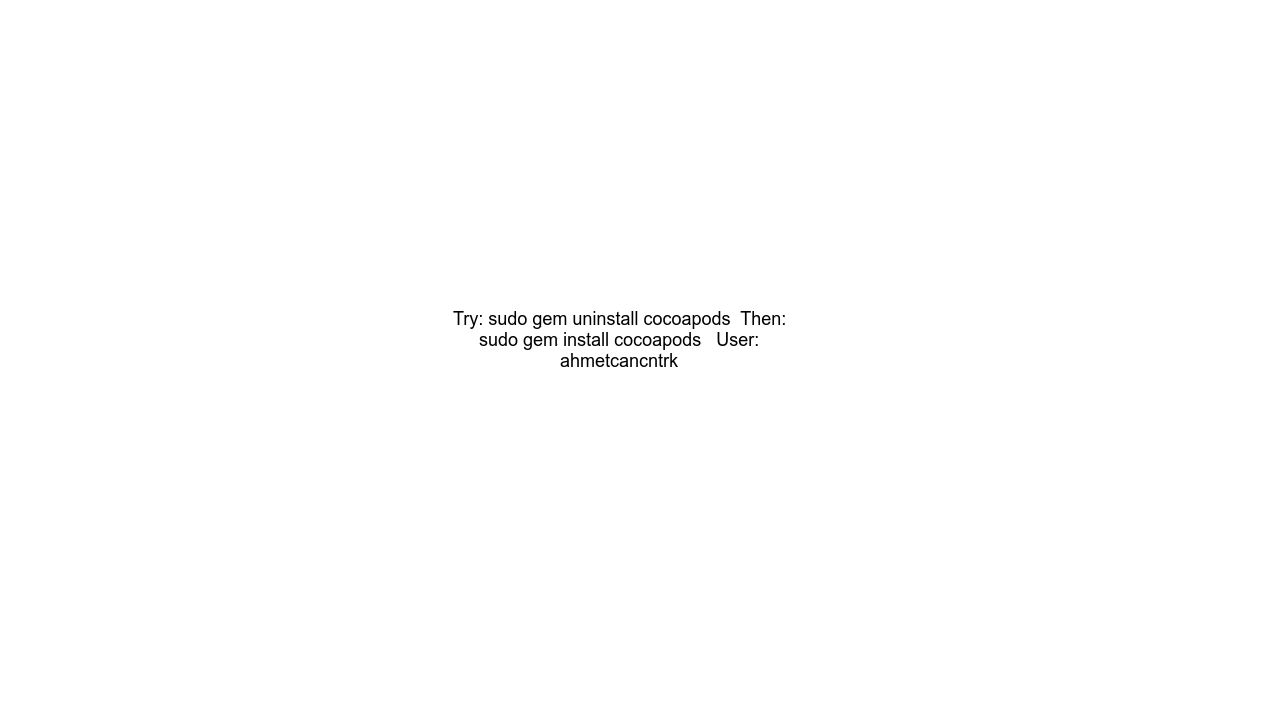 Try: sudo gem uninstall cocoapods  Then:
sudo gem install cocoapods   User:
ahmetcancntrk